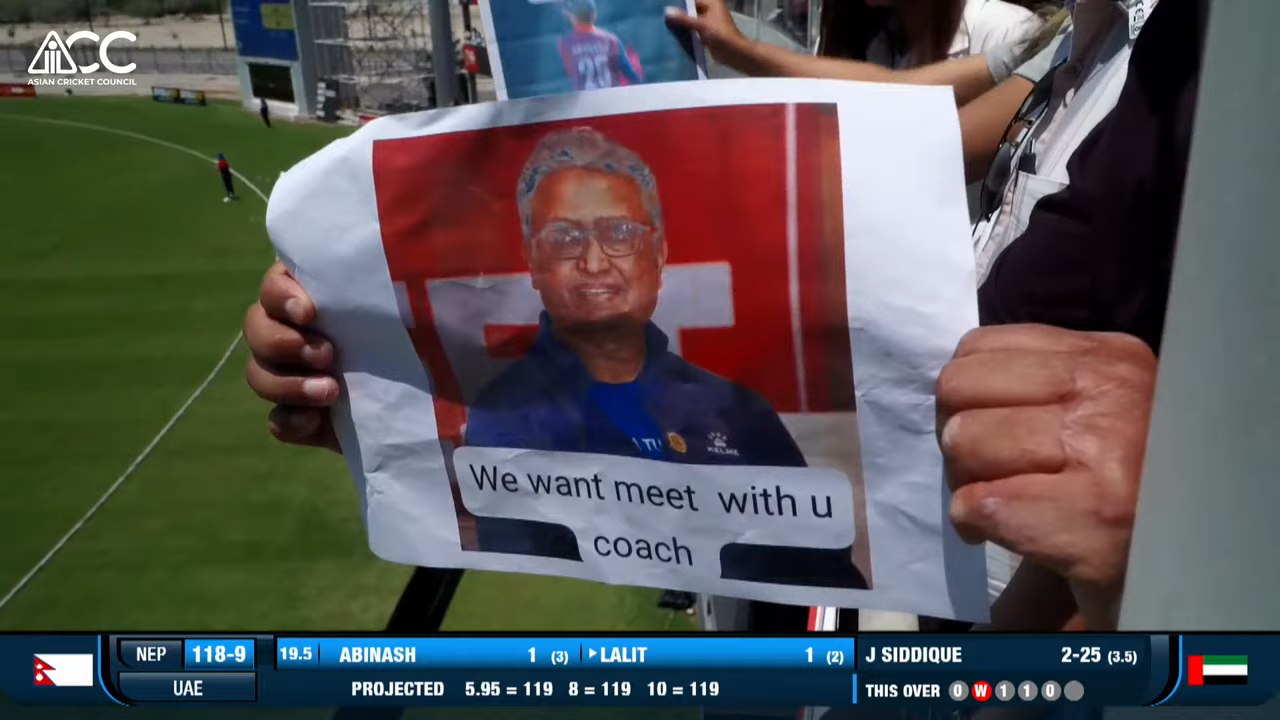 ACC
ASIAN CRICKET COUNCIL
25
KELME
We want meet with u
coach
NEP 118-9 19.5 ABINASH 1 (3) LALIT 1 (2) J SIDDIQUE 2-25 (3.5)
UAE PROJECTED 5.95 = 119 8 = 119 10 = 119 THIS OVER 0 W 1 1 0